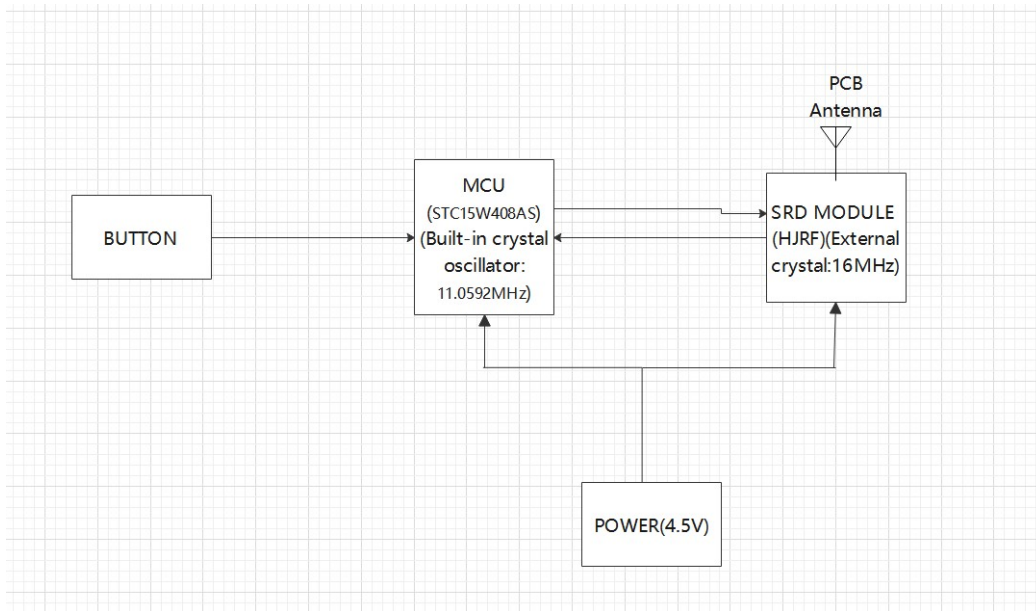 PCB
Antenna
MCU
(STC15W408AS)
(Built-in crystal
oscillator:
11.0592MHz)
SRD MODULE
(HJRF)(External
crystal:16MHz)
BUTTON
POWER(4.5V)